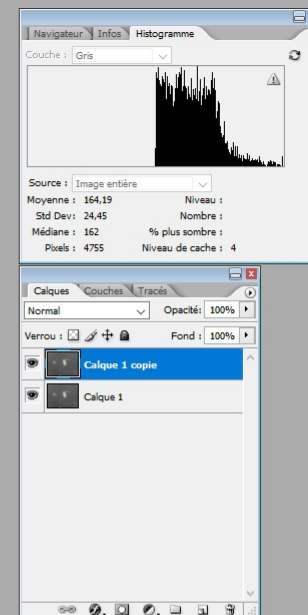 Navigateur Infos Histogramme
Couche : Gris
Source : Image entière
Moyenne : 164,19 Niveau :
Std Dev: 24,45 Nombre :
Médiane : 162 % plus sombre :
Pixels : 4755 Niveau de cache : 4
Calques Couches Tracés
Normal Opacité: 100%
Verrou : Fond : 100%
Calque 1 copie
Calque 1